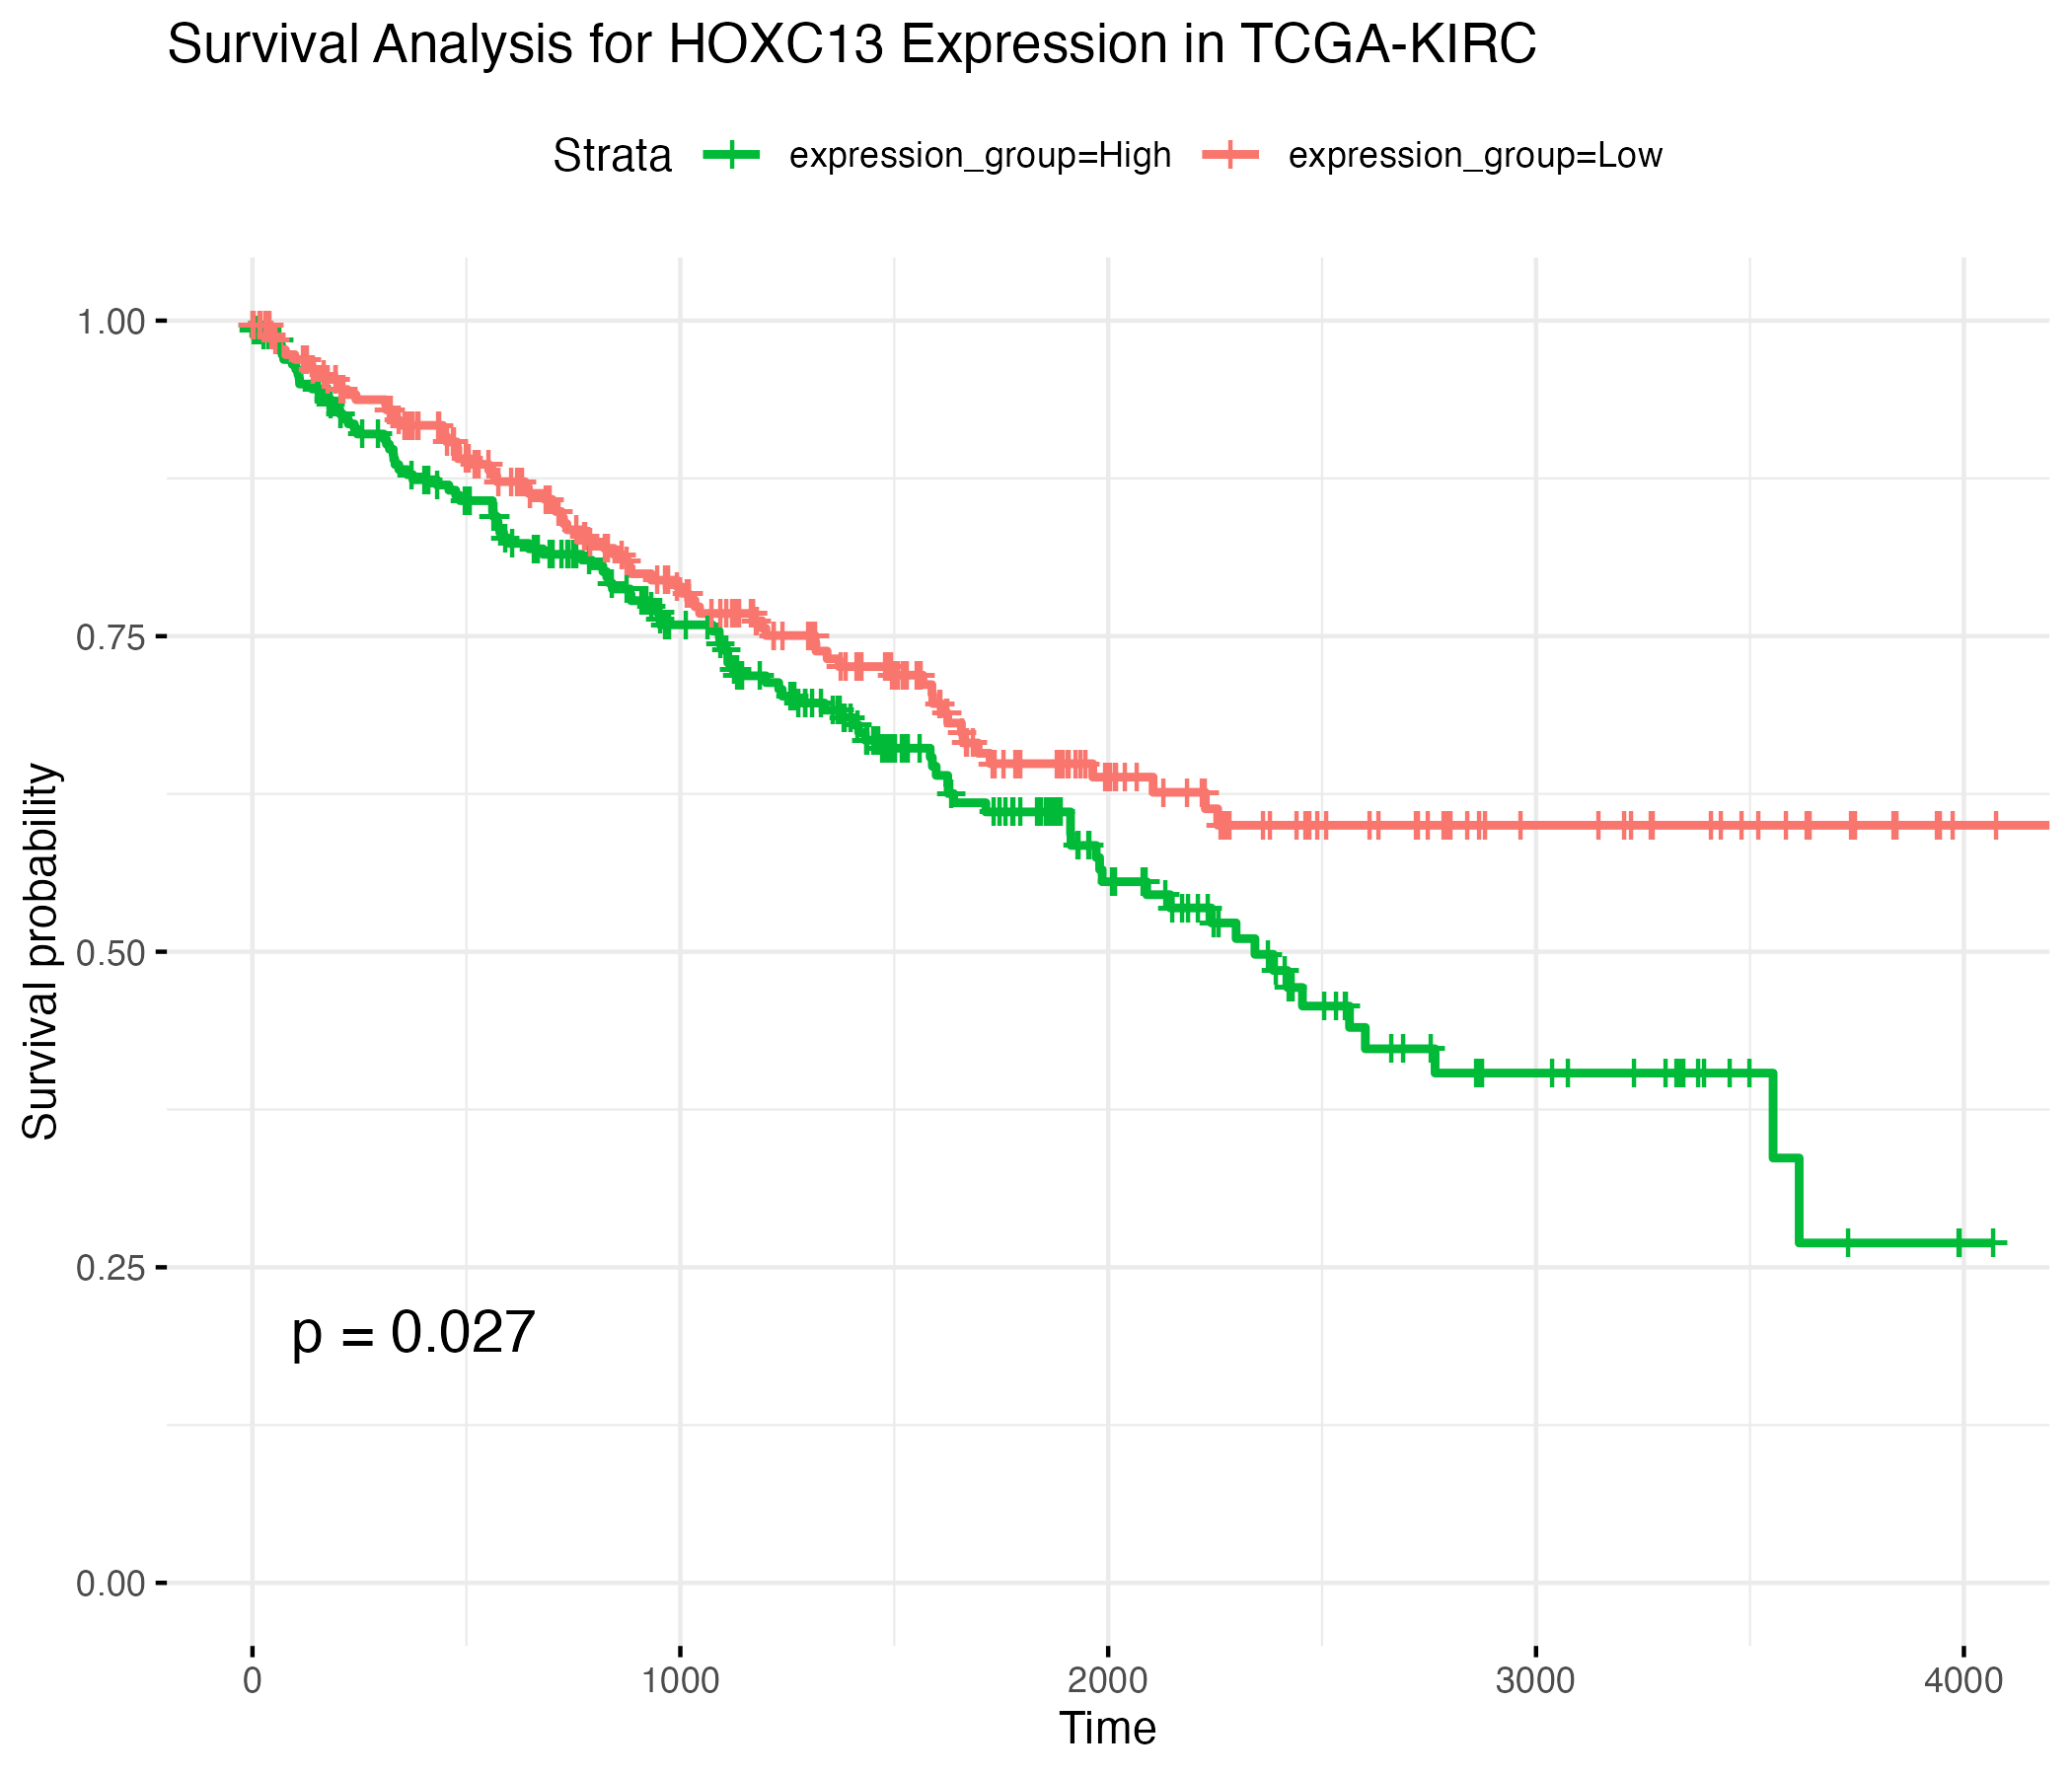 Survival Analysis for HOXC13 Expression in TCGA-KIRC
Strata expression_group=High expression_group=Low
1.00
0.75
0.50
0.25
0.00
Survival probability
p = 0.027
0 1000 2000 3000 4000
Time